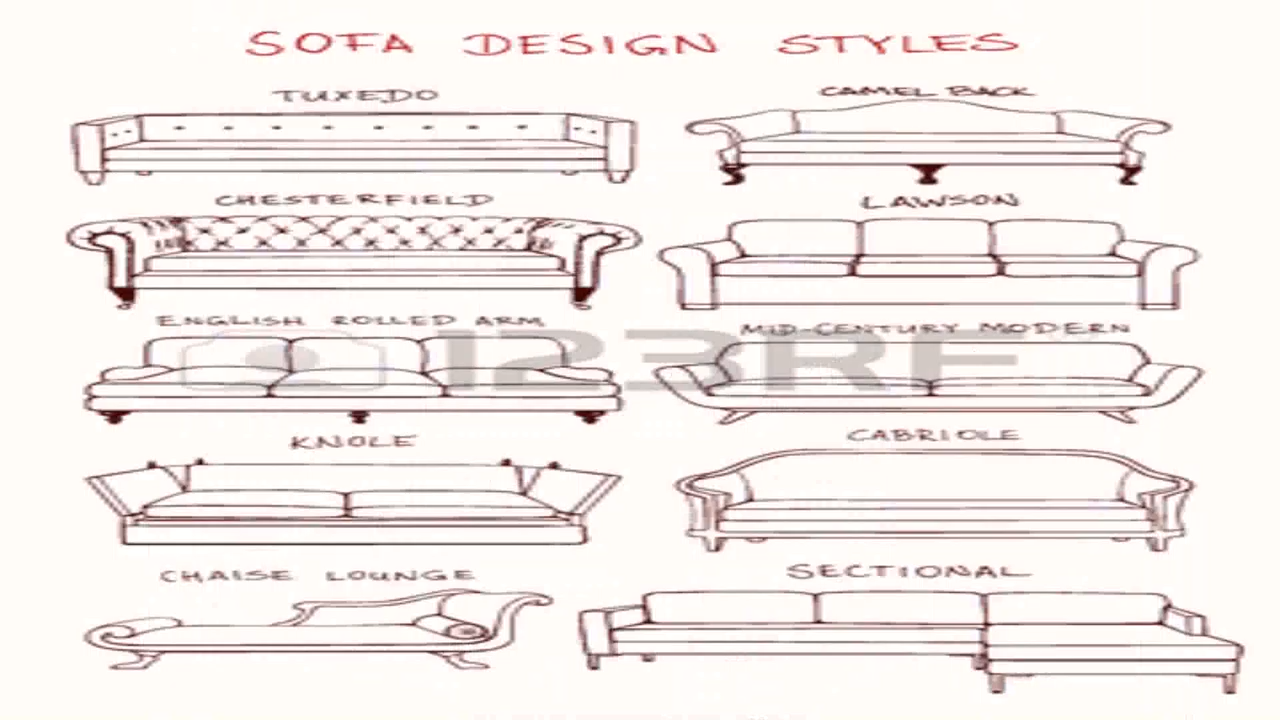 SOFA DESIGN STYLES
TUXEDO
CAMEL BACK
CHESTERFIELD
LAWSON
ENGLISH ROLLED ARM
MID-CENTURY MODERN
123RF
KNOLE
CABRIOLE
CHAISE LOUNGE
SECTIONAL